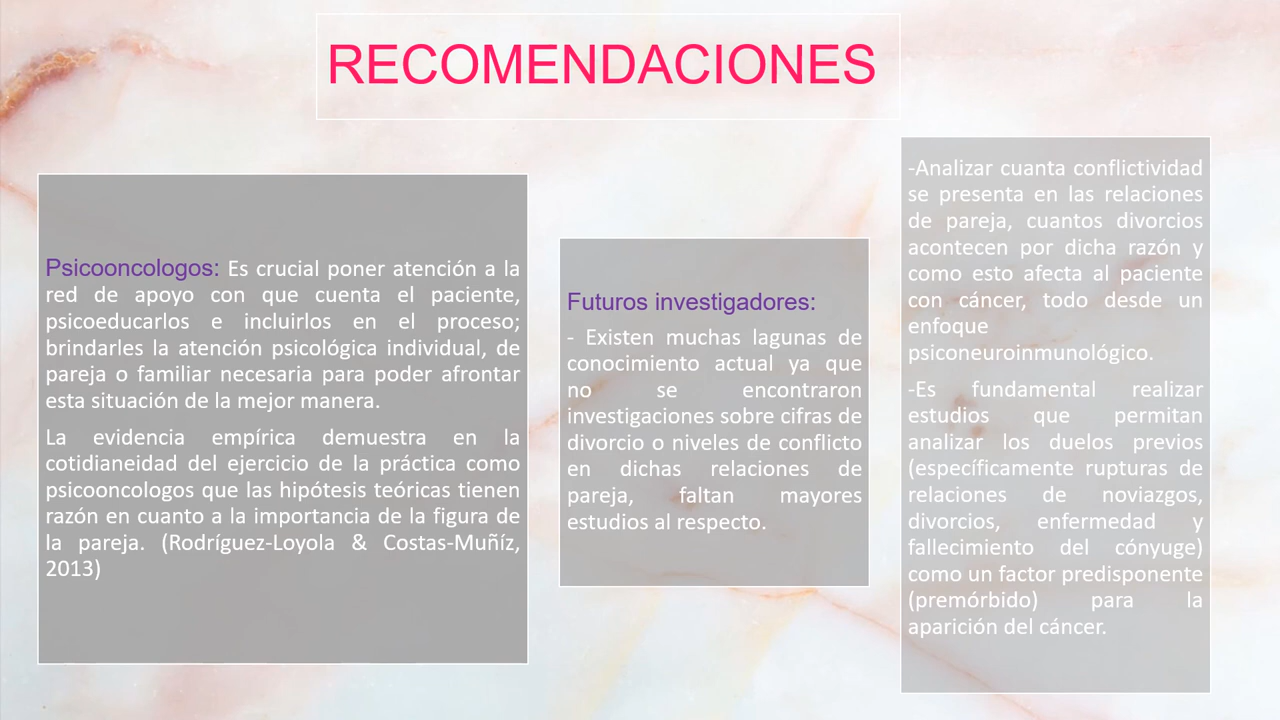 RECOMENDACIONES
Psicooncologos: Es crucial poner atención a la
red de apoyo con que cuenta el paciente,
psicoeducarlos e incluirlos en el proceso;
brindarles la atención psicológica individual, de
pareja o familiar necesaria para poder afrontar
esta situación de la mejor manera.
La evidencia empírica demuestra en la
cotidianeidad del ejercicio de la práctica como
psicooncologos que las hipótesis teóricas tienen
razón en cuanto a la importancia de la figura de
la pareja. (Rodríguez-Loyola & Costas-Muñíz,
2013)
Futuros investigadores:
- Existen muchas lagunas de
conocimiento actual ya que
no se encontraron
investigaciones sobre cifras de
divorcio o niveles de conflicto
en dichas relaciones de
pareja, faltan mayores
estudios al respecto.
-Analizar cuanta conflictividad
se presenta en las relaciones
de pareja, cuantos divorcios
acontecen por dicha razón y
como esto afecta al paciente
con cáncer, todo desde un
enfoque
psiconeuroinmunológico.
-Es fundamental realizar
estudios que permitan
analizar los duelos previos
(específicamente rupturas de
relaciones de noviazgos,
divorcios, enfermedad y
fallecimiento del cónyuge)
como un factor predisponente
(premórbido) para la
aparición del cáncer.